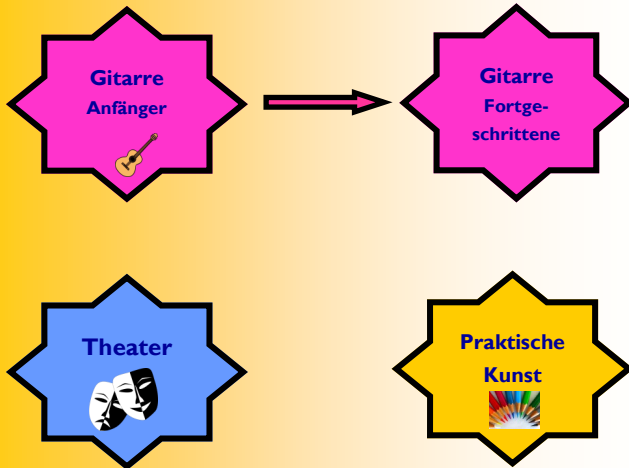 Gitarre
Anfänger
Gitarre
Fortge-
schrittene
Theater
Praktische
Kunst